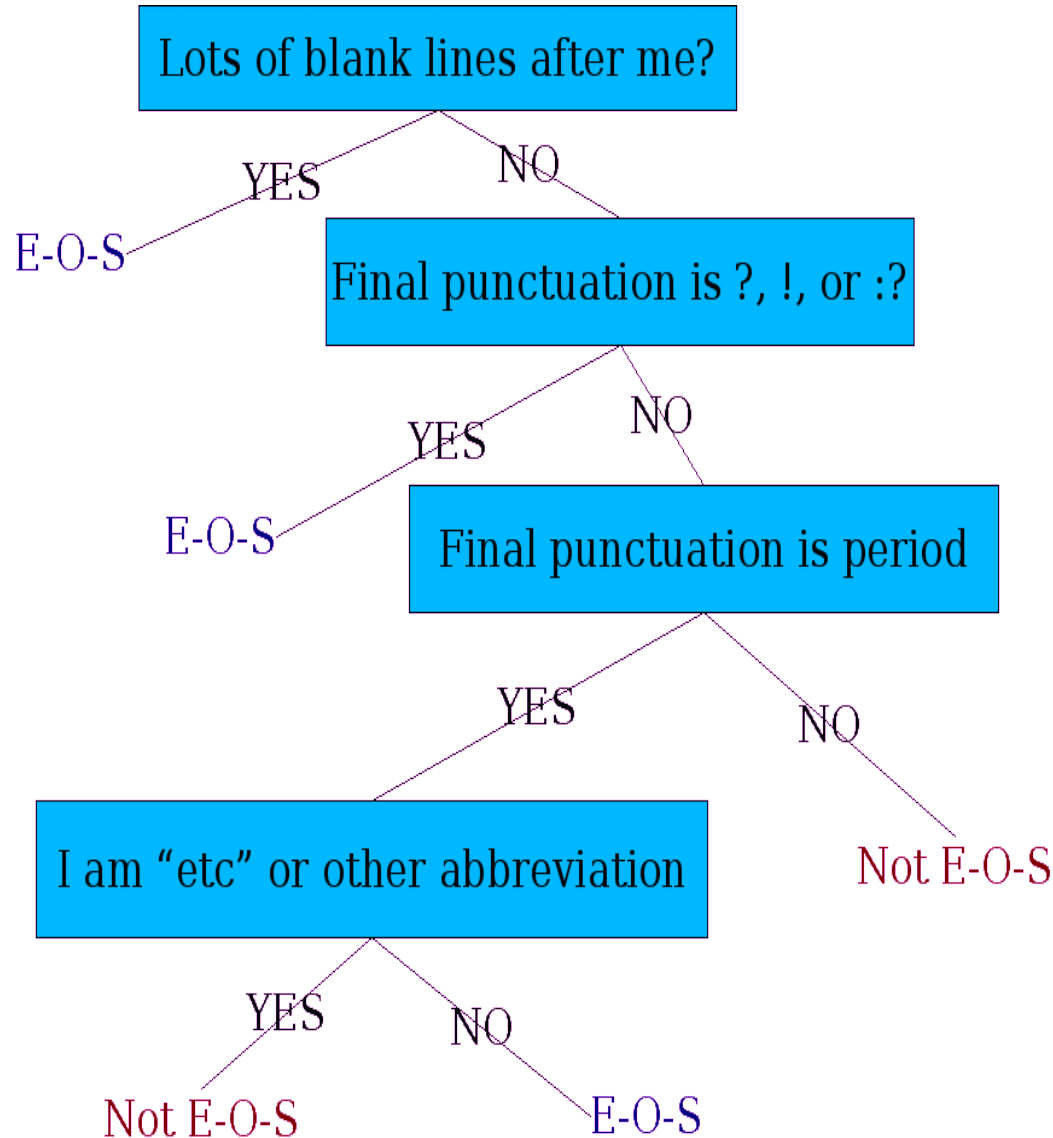 Lots of blank lines after me?
YES
NO
E-O-S
Final punctuation is ?, !, or :?
YES
NO
E-O-S
Final punctuation is period
YES
NO
I am “etc” or other abbreviation
Not E-O-S
YES
NO
Not E-O-S
E-O-S